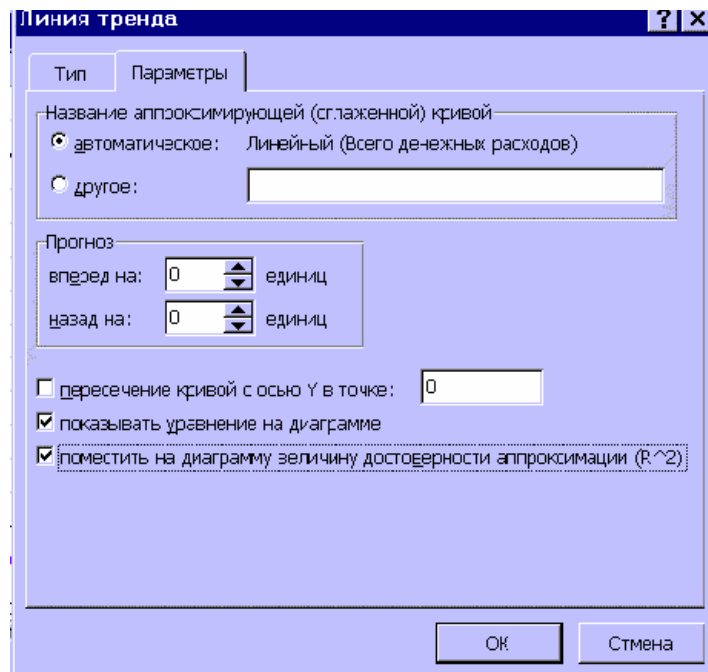 Линия тренда
Тип
Параметры
Название аппроксимирующей (сглаженной) кривой
автоматическое: Линейный (Всего денежных расходов)
другое:
Прогноз
вперед на: 0 единиц
назад на: 0 единиц
пересечение кривой с осью Y в точке: 0
показывать уравнение на диаграмме
поместить на диаграмму величину достоверности аппроксимации (R^2)
ОК
Отмена